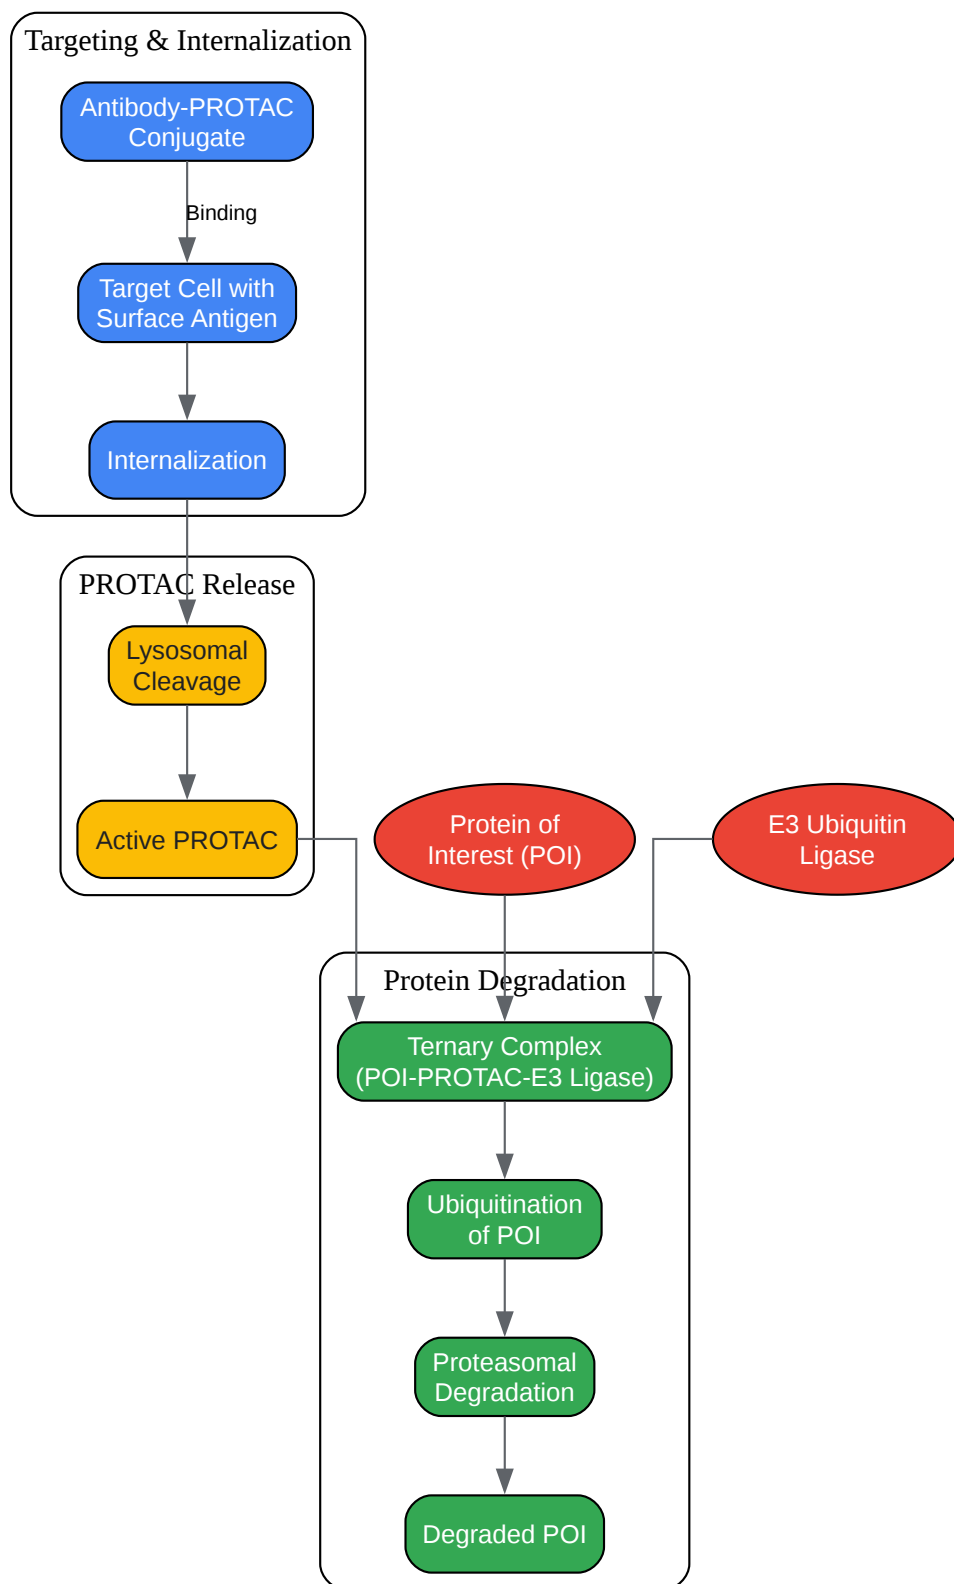 Targeting & Internalization
Antibody-PROTAC
Conjugate
Binding
Target Cell with
Surface Antigen
Internalization
PROTAC Release
Lysosomal
Cleavage
Active PROTAC
Protein of
Interest (POI)
E3 Ubiquitin
Ligase
Protein Degradation
Ternary Complex
(POI-PROTAC-E3 Ligase)
Ubiquitination
of POI
Proteasomal
Degradation
Degraded POI